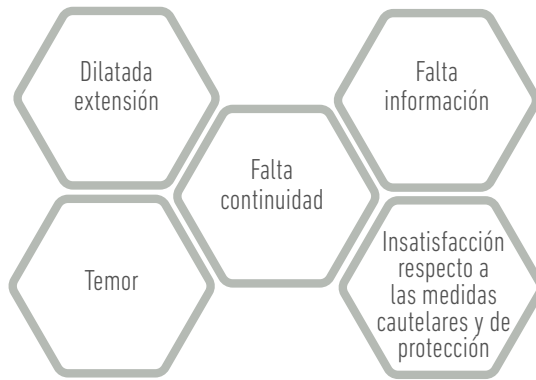 Dilatada
extensión
Falta
información
Falta
continuidad
Temor
Insatisfacción
respecto a
las medidas
cautelares y de
protección